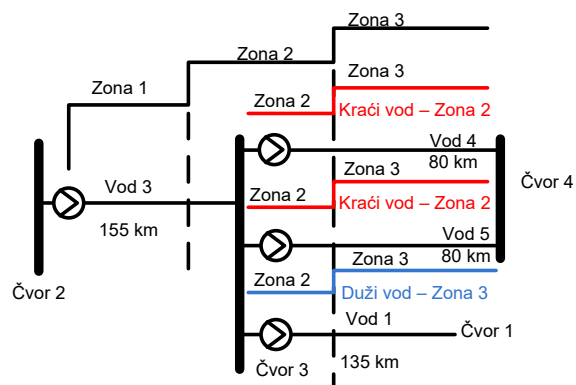 Zona 3
Zona 2
Zona 1
Zona 3
Zona 2
Kraći vod – Zona 2
Vod 4
80 km
Zona 3
Vod 3
Zona 2
Kraći vod – Zona 2
Čvor 4
155 km
Vod 5
Zona 3
80 km
Zona 2
Čvor 2
Duži vod – Zona 3
Vod 1
Čvor 1
Čvor 3
135 km